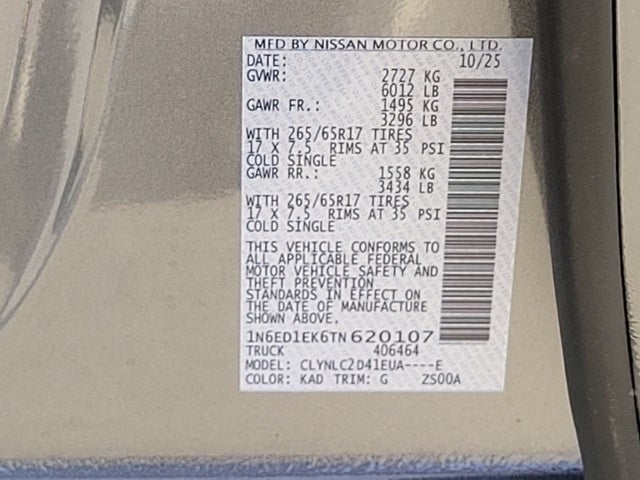 MFD BY NISSAN MOTOR CO., LTD.
DATE: 10/25
GVWR: 2727 KG
6012 LB
GAWR FR.: 1495 KG
3296 LB
WITH 265/65R17 TIRES
17 X 7.5 RIMS AT 35 PSI
COLD SINGLE
GAWR RR.: 1558 KG
3434 LB
WITH 265/65R17 TIRES
17 X 7.5 RIMS AT 35 PSI
COLD SINGLE
THIS VEHICLE CONFORMS TO
ALL APPLICABLE FEDERAL
MOTOR VEHICLE SAFETY AND
THEFT PREVENTION
STANDARDS IN EFFECT ON
THE DATE OF MANUFACTURE
SHOWN ABOVE.
1N6ED1EK6TN620107
TRUCK 406464
MODEL: CLYNLC2D41EUA----E
COLOR: KAD TRIM: G ZS00A